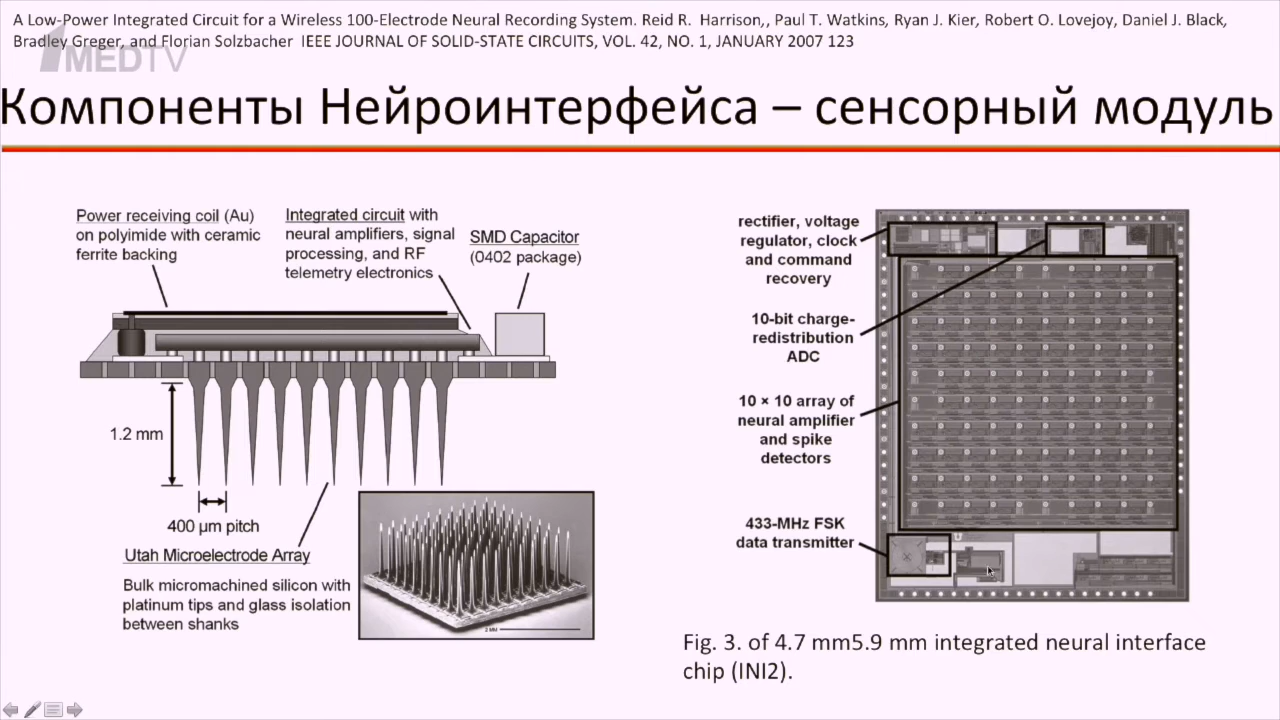 A Low-Power Integrated Circuit for a Wireless 100-Electrode Neural Recording System. Reid R. Harrison,, Paul T. Watkins, Ryan J. Kier, Robert O. Lovejoy, Daniel J. Black,
Bradley Greger, and Florian Solzbacher IEEE JOURNAL OF SOLID-STATE CIRCUITS, VOL. 42, NO. 1, JANUARY 2007 123
1MEDTV
Компоненты Нейроинтерфейса – сенсорный модуль
Power receiving coil (Au)
on polyimide with ceramic
ferrite backing
Integrated circuit with
neural amplifiers, signal
processing, and RF
telemetry electronics
SMD Capacitor
(0402 package)
1.2 mm
400 µm pitch
Utah Microelectrode Array
Bulk micromachined silicon with
platinum tips and glass isolation
between shanks
2 MM
rectifier, voltage
regulator, clock
and command
recovery
10-bit charge-
redistribution
ADC
10 × 10 array of
neural amplifier
and spike
detectors
433-MHz FSK
data transmitter
Fig. 3. of 4.7 mm5.9 mm integrated neural interface
chip (INI2).